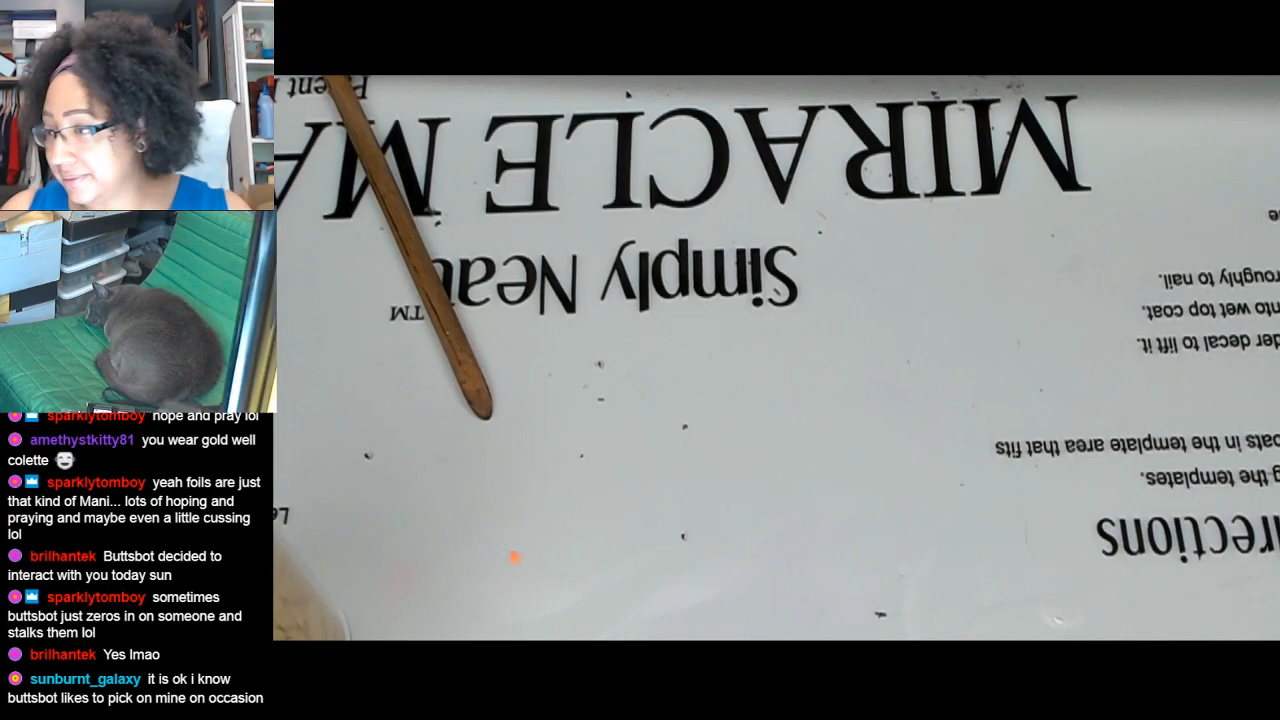 sparklytomboy hope and pray lol
amethystkitty81 you wear gold well
colette
sparklytomboy yeah foils are just
that kind of Mani... lots of hoping and
praying and maybe even a little cussing
lol
brilhantek Buttsbot decided to
interact with you today sun
sparklytomboy sometimes
buttsbot just zeros in on someone and
stalks them lol
brilhantek Yes lmao
sunburnt_galaxy it is ok i know
buttsbot likes to pick on mine on occasion
rections
g the templates.
oats in the template area that fits
der decal to lift it.
nto wet top coat.
roughly to nail.
e
Simply Neat™
MIRACLE MA